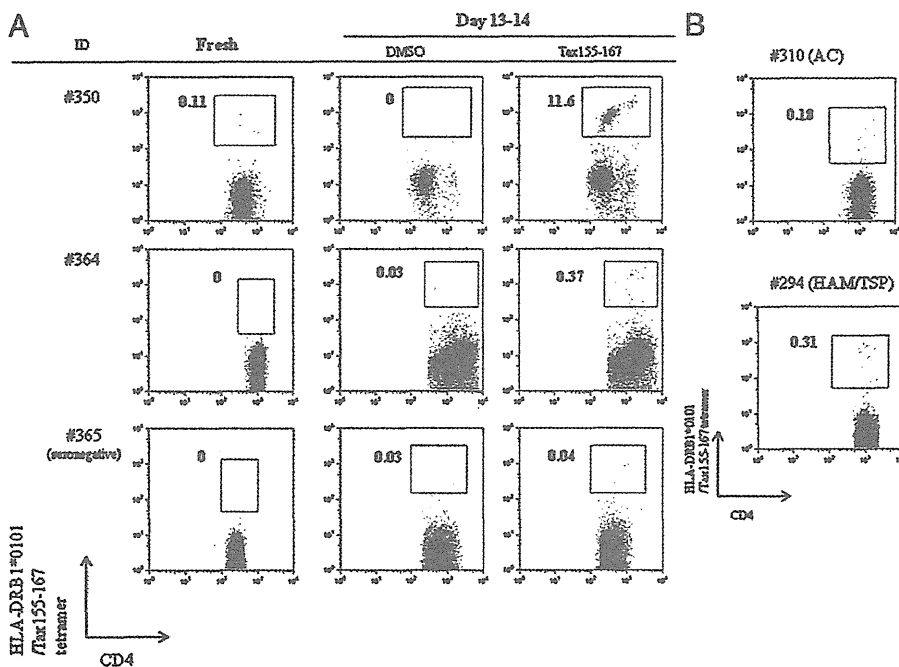 A
B
Day 13-14
ID
Fresh
DMSO
Tax155-167
#350
0.11
0
11.6
#364
0
0.03
0.37
#365
(seronegative)
0
0.03
0.04
HLA-DRB1*0101
/Tax155-167
tetramer
CD4
#310 (AC)
0.18
#294 (HAM/TSP)
0.31
HLA-DRB1*0101
/Tax155-167 tetramer
CD4